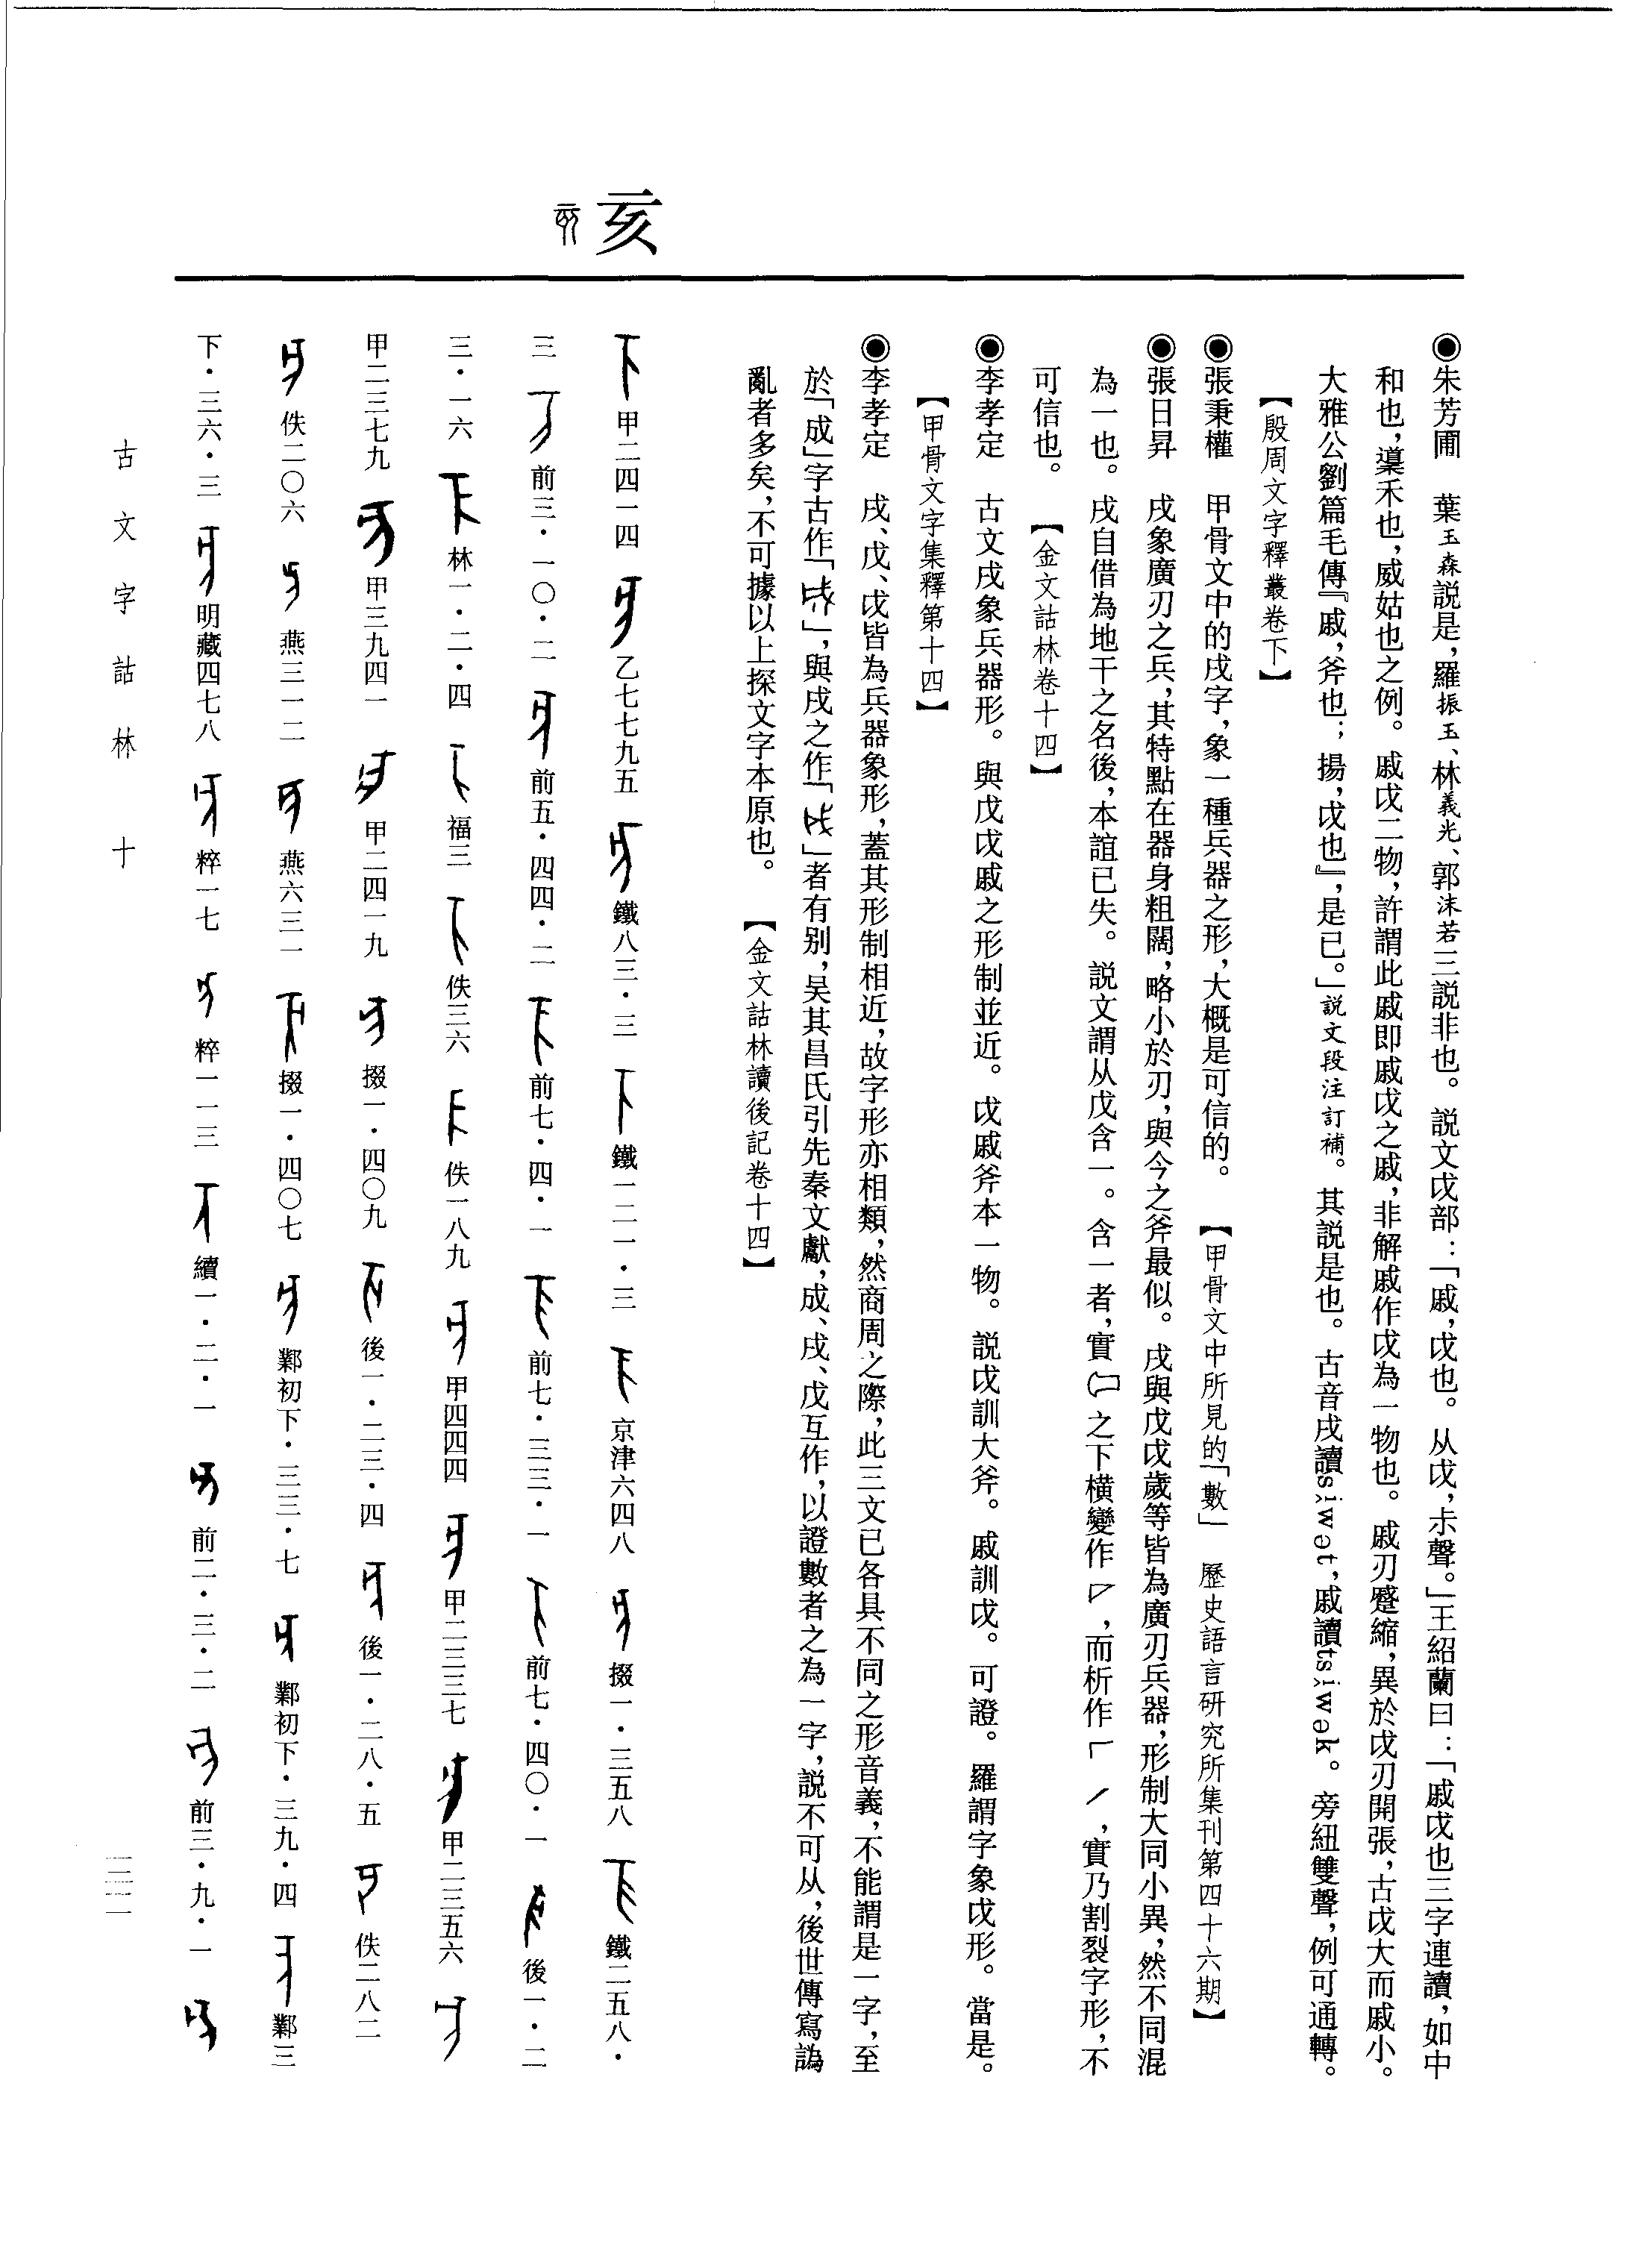 亥
◉朱芳圃　葉玉森説是，羅振玉、林義光、郭沫若三説非也。説文戉部：「戚，戉也。从戉，尗聲。」王紹蘭曰：「戚戉也三字連讀，如中
和也，䆃禾也，威姑也之例。戚戉二物，許謂此戚即戚戉之戚，非解戚作戉為一物也。戚刃蹙縮，異於戉刃開張，古戉大而戚小。
大雅公劉篇毛傳『戚，斧也；揚，戉也』，是已。」説文段注訂補。其説是也。古音戌讀si̯wət，戚讀tsi̯wək。旁紐雙聲，例可通轉。
【殷周文字釋叢卷下】
◉張秉權　甲骨文中的戌字，象一種兵器之形，大概是可信的。【甲骨文中所見的「數」　歷史語言研究所集刊第四十六期】
◉張日昇　戌象廣刃之兵，其特點在器身粗闊，略小於刃，與今之斧最似。戌與戊戉歲等皆為廣刃兵器，形制大同小異，然不同混
為一也。戌自借為地干之名後，本誼已失。説文謂从戊含一。含一者，實之下橫變作，而析作，實乃割裂字形，不
可信也。【金文詁林卷十四】
◉李孝定　古文戌象兵器形。與戊戉戚之形制並近。戉戚斧本一物。説戉訓大斧。戚訓戉。可證。羅謂字象戉形。當是。
【甲骨文字集釋第十四】
◉李孝定　戌、戊、戉皆為兵器象形，蓋其形制相近，故字形亦相類，然商周之際，此三文已各具不同之形音義，不能謂是一字，至
於「成」字古作「」，與戌之作「」者有別，吴其昌氏引先秦文獻，成、戌、戊互作，以證數者之為一字，説不可从，後世傳寫譌
亂者多矣，不可據以上探文字本原也。【金文詁林讀後記卷十四】
甲二四一四　乙七七九五　鐵八三・三　鐵一二一・三　京津六四八　掇一・三五八　鐵二五八・
三　前三・一〇・二　前五・四四・二　前七・四・一　前七・三三・一　前七・四〇・一　後一・二
三・一六　林一・二・四　福三　佚三六　佚一八九　甲四四四　甲二三三七　甲二三五六
甲二三七九　甲三九四一　甲二四一九　掇一・四〇九　後一・二三・四　後一・二八・五　佚二八二
佚二〇六　燕三一二　燕六三一　掇一・四〇七　鄴初下・三三・七　鄴初下・三九・四　鄴三
下・三六・三　明藏四七八　粹一七　粹一一三　續一・二・一　前二・三・二　前三・九・一
古文字詁林　十